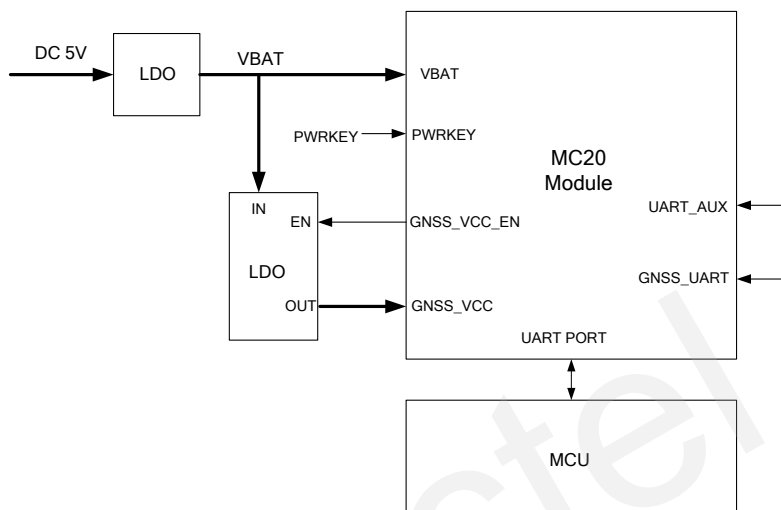 DC 5V
LDO
VBAT
VBAT
PWRKEY
PWRKEY
MC20
Module
IN
EN
GNSS_VCC_EN
UART_AUX
LDO
GNSS_UART
OUT
GNSS_VCC
UART PORT
MCU